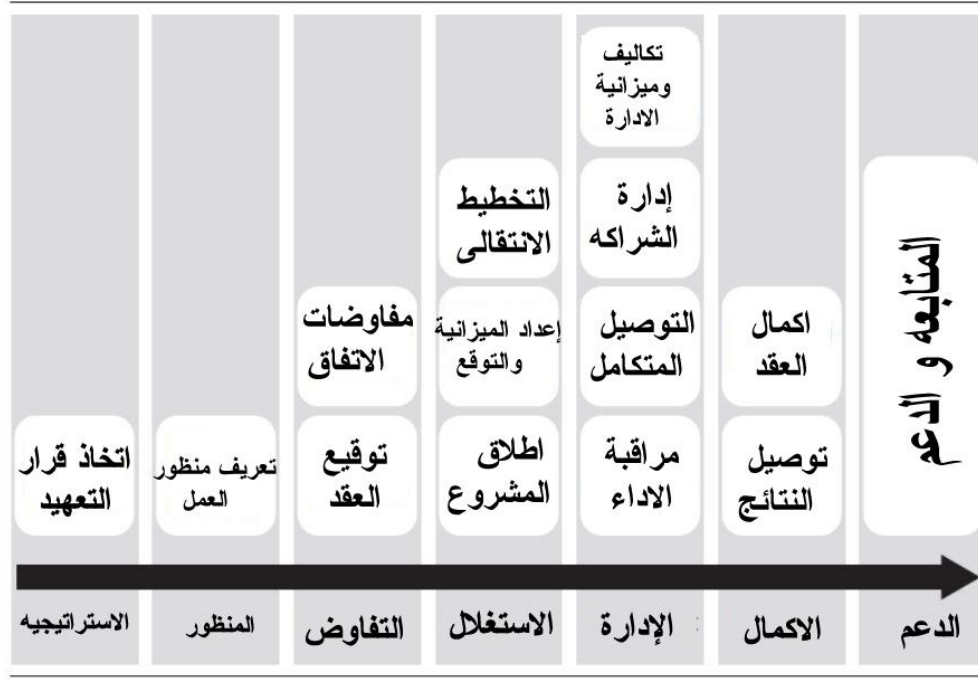 تكاليف
وميزانية
الادارة
التخطيط
الانتقالى
إدارة
الشراكه
مفاوضات
الاتفاق
إعداد الميزانية
والتوقع
التوصيل
المتكامل
اكمال
العقد
المتابعه و الدعم
اتخاذ قرار
التعهيد
تعريف منظور
العمل
توقيع
العقد
اطلاق
المشروع
مراقبة
الاداء
توصيل
النتائج
الاستراتيجيه
المنظور
التفاوض
الاستغلال
الإدارة
الاكمال
الدعم